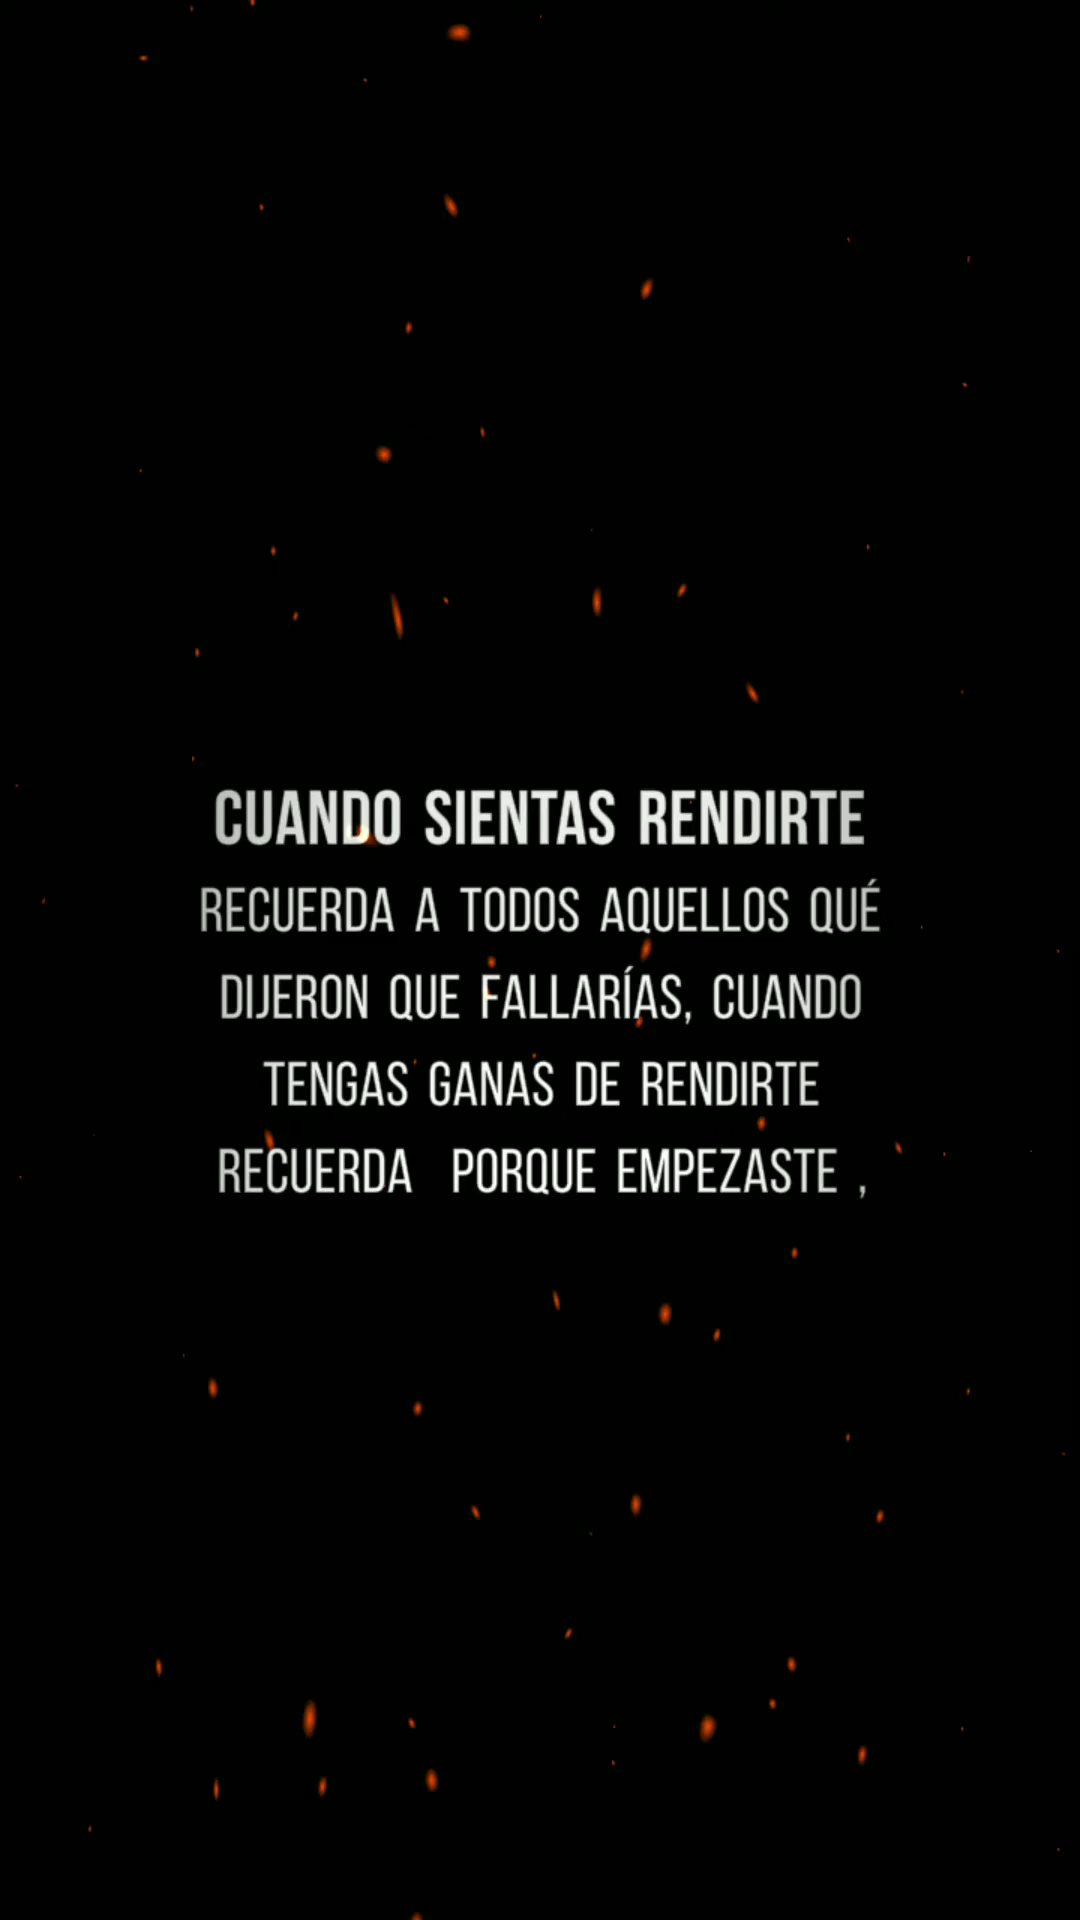 CUANDO SIENTAS RENDIRTE
RECUERDA A TODOS AQUELLOS QUÉ
DIJERON QUE FALLARÍAS, CUANDO
TENGAS GANAS DE RENDIRTE
RECUERDA  PORQUE EMPEZASTE ,